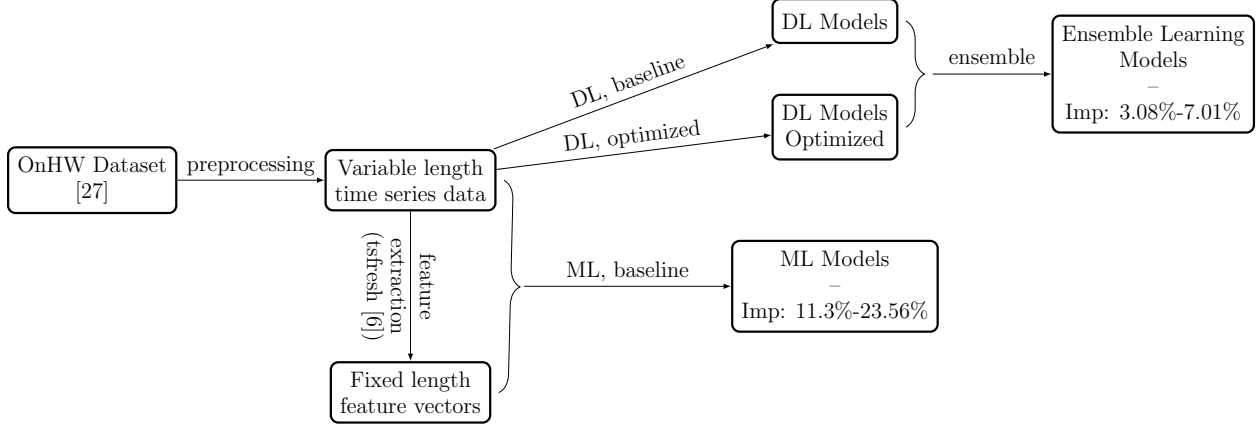 OnHW Dataset
[27]
preprocessing
Variable length
time series data
feature
extraction
(tsfresh [6])
Fixed length
feature vectors
DL, baseline
DL, optimized
DL Models
DL Models
Optimized
ensemble
Ensemble Learning
Models
–
Imp: 3.08%-7.01%
ML, baseline
ML Models
–
Imp: 11.3%-23.56%